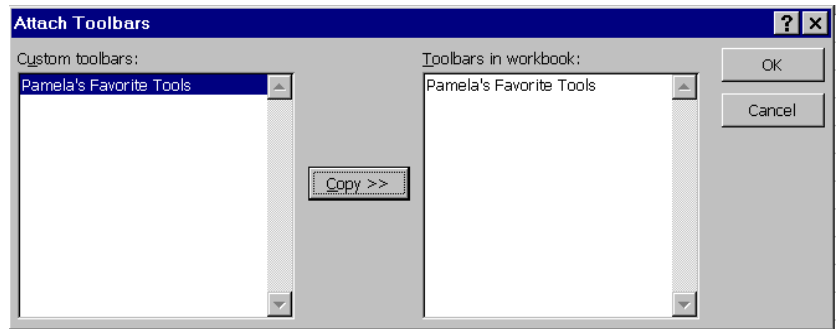 Attach Toolbars
Custom toolbars:
Pamela's Favorite Tools
Copy >>
Toolbars in workbook:
Pamela's Favorite Tools
OK
Cancel